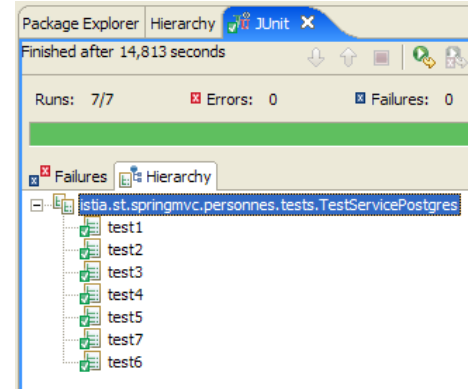 Package Explorer Hierarchy JUnit
Finished after 14,813 seconds
Runs: 7/7 Errors: 0 Failures: 0
Failures Hierarchy
istia.st.springmvc.personnes.tests.TestServicePostgres
test1
test2
test3
test4
test5
test7
test6